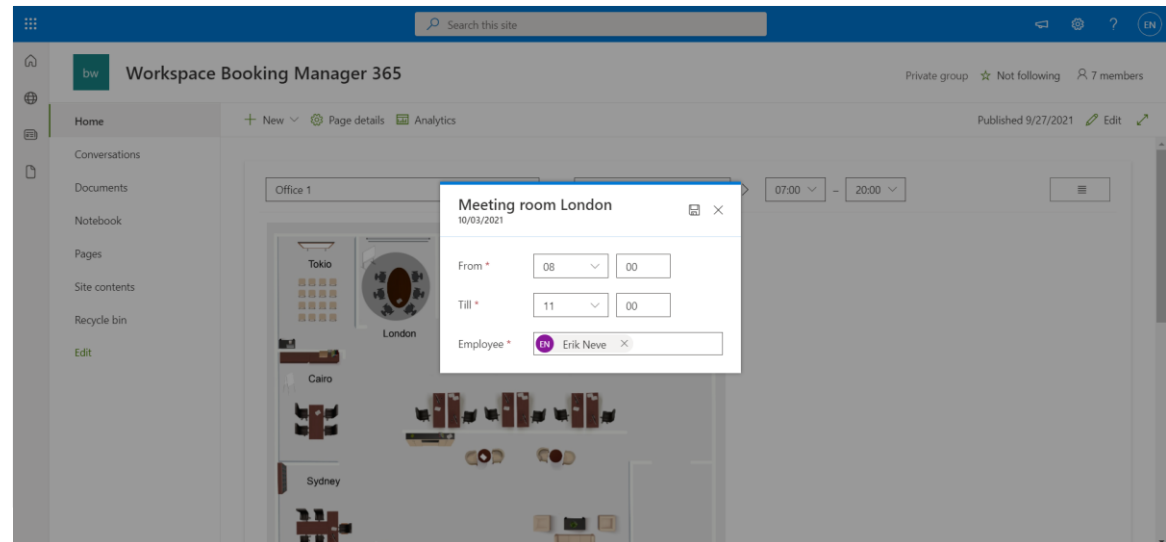 Search this site
EN
bw Workspace Booking Manager 365
Private group Not following 7 members
Home
Conversations
Documents
Notebook
Pages
Site contents
Recycle bin
Edit
New Page details Analytics
Published 9/27/2021 Edit
Office 1
07:00 – 20:00
Meeting room London
10/03/2021
From * 08 00
Till * 11 00
Employee * EN Erik Neve
Tokio
London
Cairo
Sydney